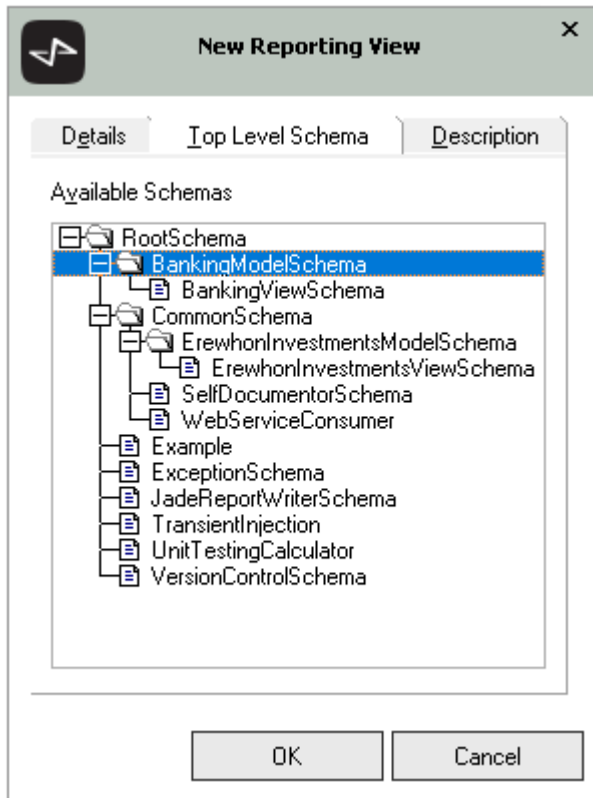 New Reporting View
Details Top Level Schema Description
Available Schemas
RootSchema
BankingModelSchema
BankingViewSchema
CommonSchema
ErewhonInvestmentsModelSchema
ErewhonInvestmentsViewSchema
SelfDocumentorSchema
WebServiceConsumer
Example
ExceptionSchema
JadeReportWriterSchema
TransientInjection
UnitTestingCalculator
VersionControlSchema
OK Cancel